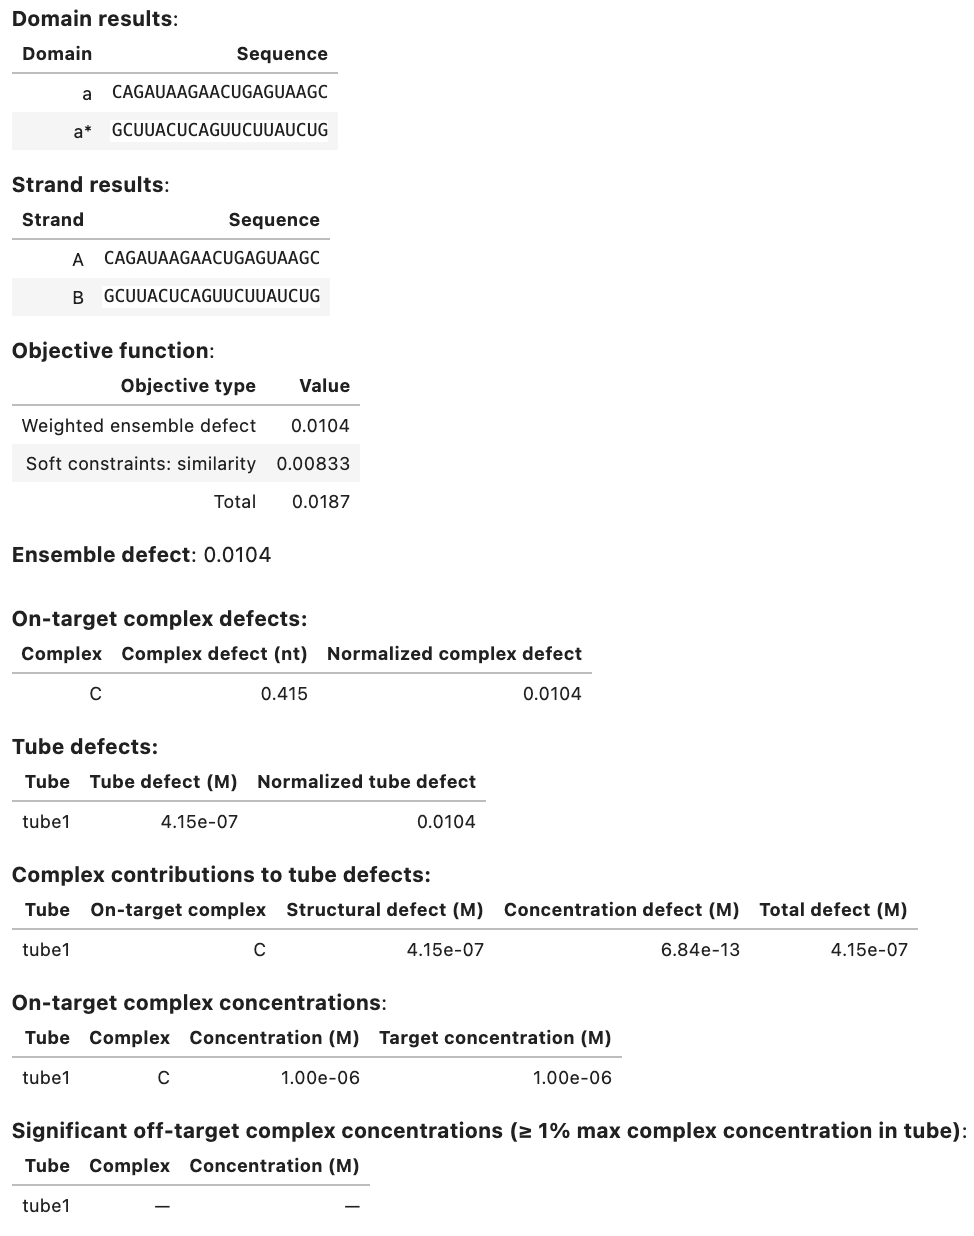 Domain results:
Domain Sequence
a CAGAUAAGAACUGAGUAAGC
a* GCUUACUCAGUUCUUAUCUG
Strand results:
Strand Sequence
A CAGAUAAGAACUGAGUAAGC
B GCUUACUCAGUUCUUAUCUG
Objective function:
Objective type Value
Weighted ensemble defect 0.0104
Soft constraints: similarity 0.00833
Total 0.0187
Ensemble defect: 0.0104
On-target complex defects:
Complex Complex defect (nt) Normalized complex defect
C 0.415 0.0104
Tube defects:
Tube Tube defect (M) Normalized tube defect
tube1 4.15e-07 0.0104
Complex contributions to tube defects:
Tube On-target complex Structural defect (M) Concentration defect (M) Total defect (M)
tube1 C 4.15e-07 6.84e-13 4.15e-07
On-target complex concentrations:
Tube Complex Concentration (M) Target concentration (M)
tube1 C 1.00e-06 1.00e-06
Significant off-target complex concentrations (≥ 1% max complex concentration in tube):
Tube Complex Concentration (M)
tube1 — —